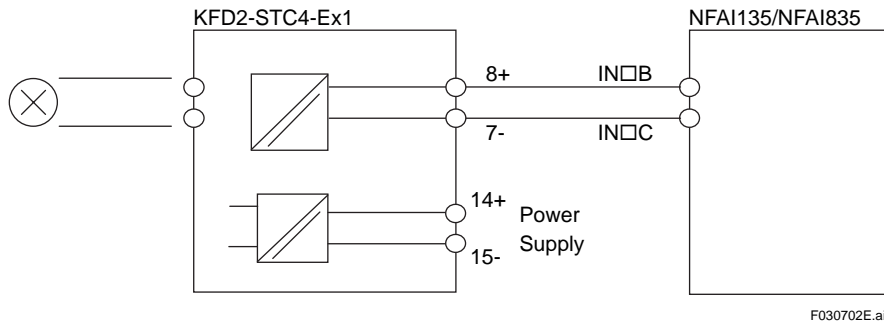 KFD2-STC4-Ex1
NFAI135/NFAI835
8+
IN□B
7-
IN□C
14+
Power
Supply
15-
F030702E.ai